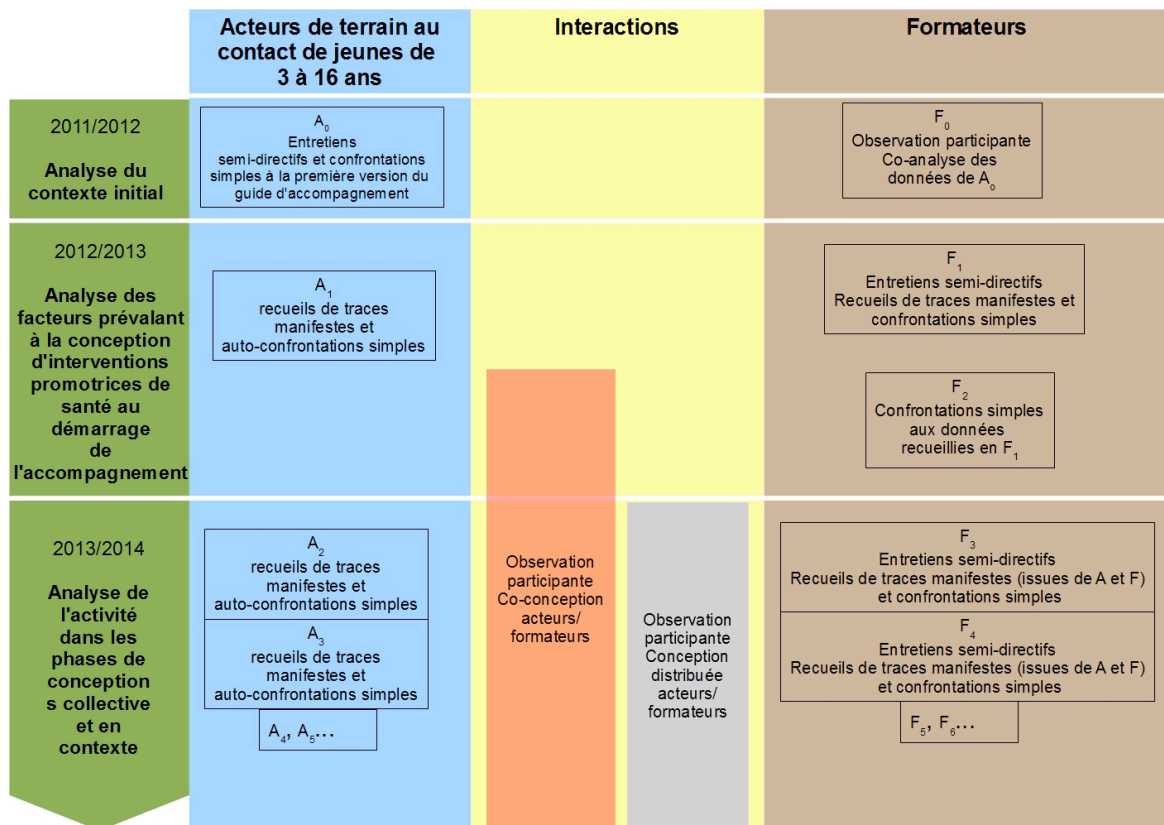 Acteurs de terrain au
contact de jeunes de
3 à 16 ans
Interactions
Formateurs
2011/2012
Analyse du
contexte initial
A0
Entretiens
semi-directifs et confrontations
simples à la première version du
guide d'accompagnement
F0
Observation participante
Co-analyse des
données de A0
2012/2013
Analyse des
facteurs prévalant
à la conception
d'interventions
promotrices de
santé au
démarrage
de
l'accompagnement
A1
recueils de traces
manifestes et
auto-confrontations simples
F1
Entretiens semi-directifs
Recueils de traces manifestes et
confrontations simples
F2
Confrontations simples
aux données
recueillies en F1
2013/2014
Analyse de
l'activité
dans les
phases de
conception
s collective
et en
contexte
A2
recueils de traces
manifestes et
auto-confrontations simples
A3
recueils de traces
manifestes et
auto-confrontations simples
A4, A5...
Observation
participante
Co-conception
acteurs/
formateurs
Observation
participante
Conception
distribuée
acteurs/
formateurs
F3
Entretiens semi-directifs
Recueils de traces manifestes (issues de A et F)
et confrontations simples
F4
Entretiens semi-directifs
Recueils de traces manifestes (issues de A et F)
et confrontations simples
F5, F6...